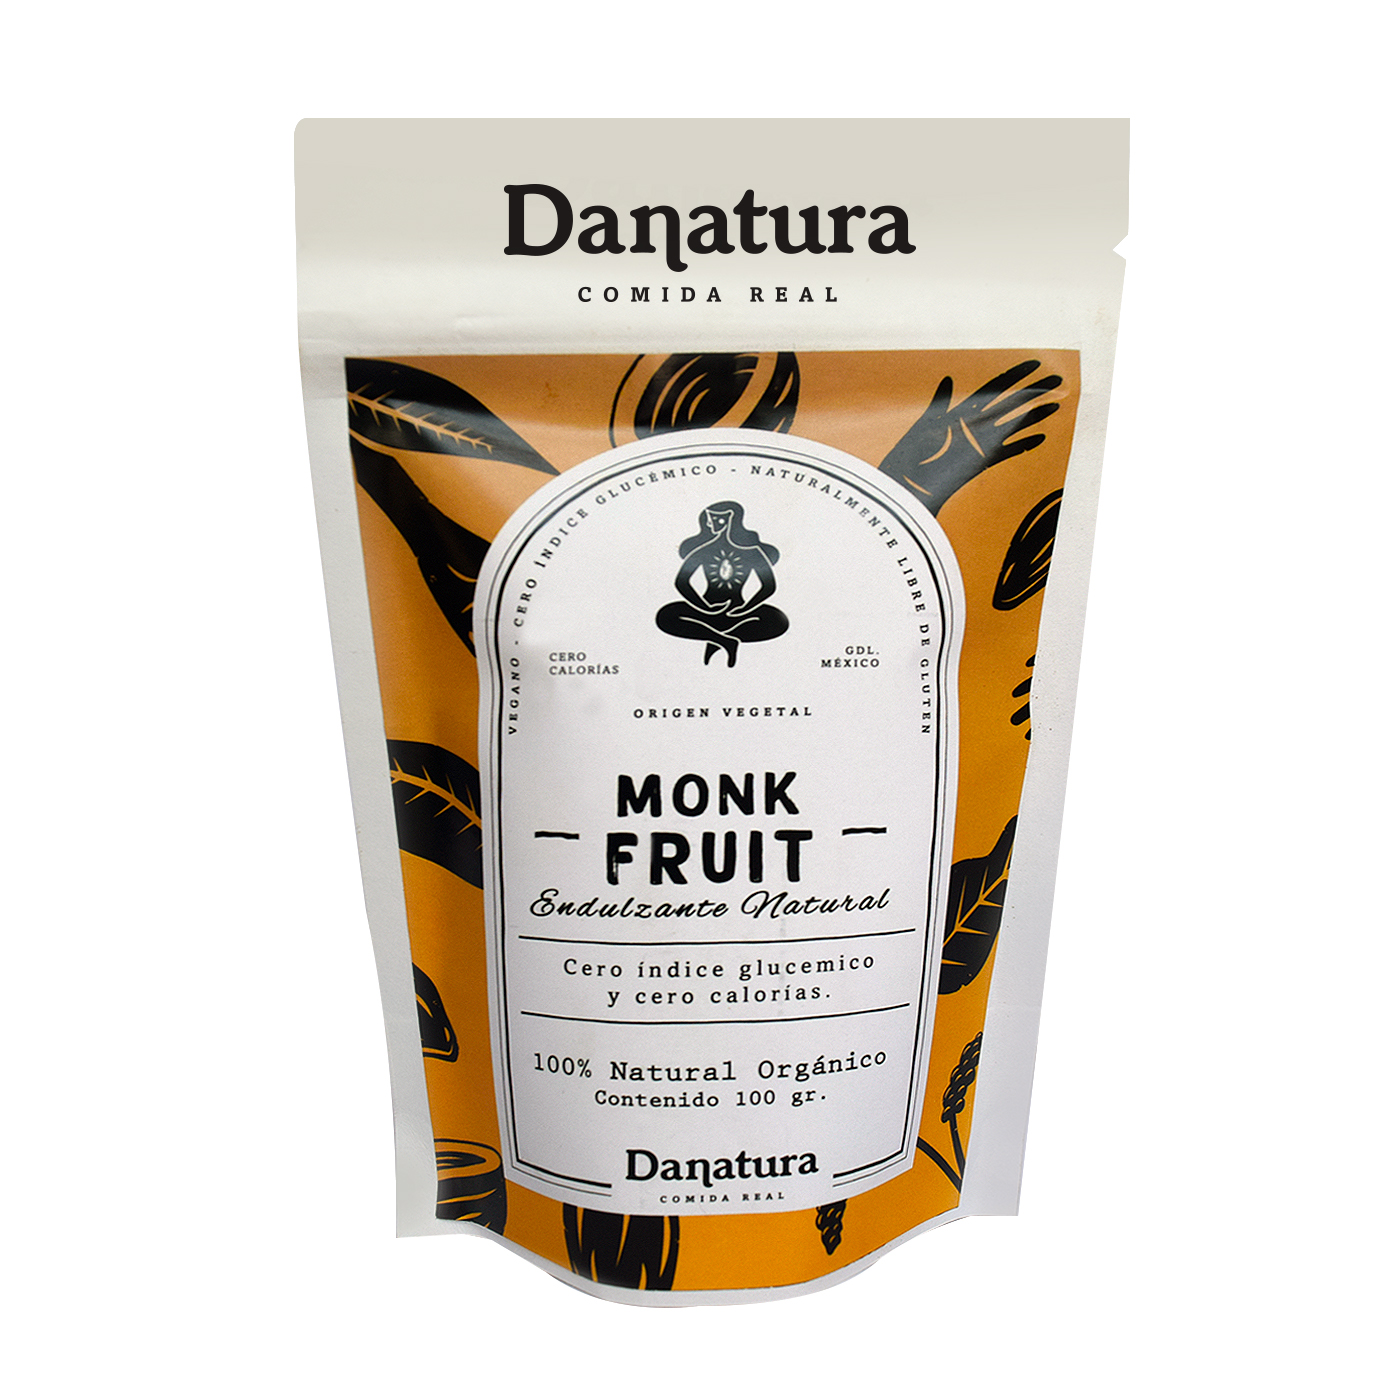 Danatura
COMIDA REAL
VEGANO - CERO ÍNDICE GLUCÉMICO - NATURALMENTE LIBRE DE GLUTEN
CERO
CALORÍAS
GDL.
MÉXICO
ORIGEN VEGETAL
MONK
FRUIT
Endulzante Natural
Cero índice glucemico
y cero calorías.
100% Natural Orgánico
Contenido 100 gr.
Danatura
COMIDA REAL